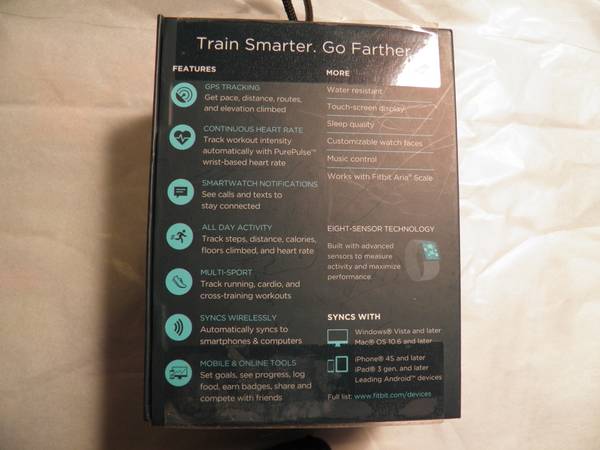 Train Smarter. Go Farther.
FEATURES
GPS TRACKING
Get pace, distance, routes,
and elevation climbed
CONTINUOUS HEART RATE
Track workout intensity
automatically with PurePulse™
wrist-based heart rate
SMARTWATCH NOTIFICATIONS
See calls and texts to
stay connected
ALL DAY ACTIVITY
Track steps, distance, calories,
floors climbed, and heart rate
MULTI-SPORT
Track running, cardio, and
cross-training workouts
SYNCS WIRELESSLY
Automatically syncs to
smartphones & computers
MOBILE & ONLINE TOOLS
Set goals, see progress, log
food, earn badges, share and
compete with friends
MORE
Water resistant
Touch-screen display
Sleep quality
Customizable watch faces
Music control
Works with Fitbit Aria™ Scale
EIGHT-SENSOR TECHNOLOGY
Built with advanced
sensors to measure
activity and maximize
performance
SYNCS WITH
Windows® Vista and later
Mac® OS 10.6 and later
iPhone® 4S and later
iPad® 3 gen. and later
Leading Android™ devices
Full list: www.fitbit.com/devices